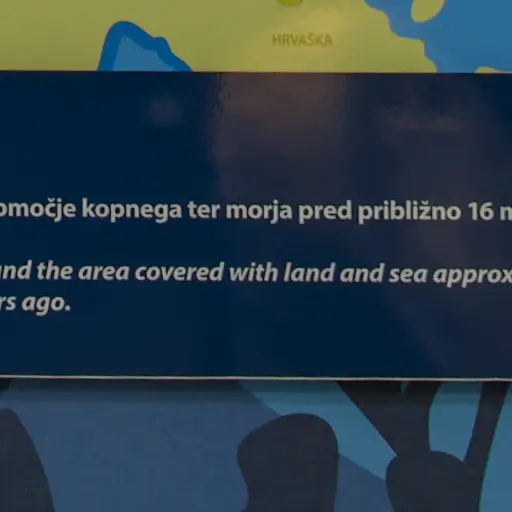 HRVAŠKA
omočje kopnega ter morja pred približno 16 m
nd the area covered with land and sea approx
rs ago.